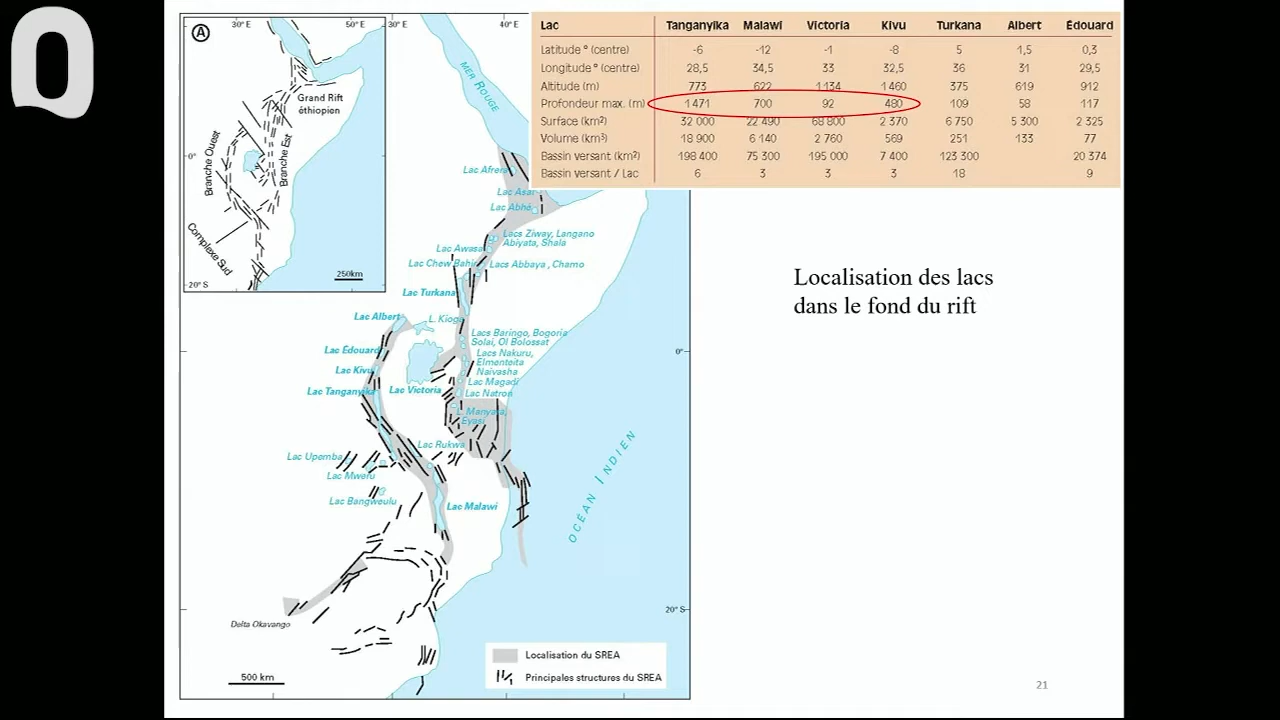 Q
A
30° E
50° E
30° E
40° E
Grand Rift
éthiopien
Branche Ouest
Branche Est
0°
Complexe Sud
20° S
250km
MER ROUGE
Lac Tanganyika Malawi Victoria Kivu Turkana Albert Édouard
Latitude ° (centre) -6 -12 -1 -8 5 1,5 0,3
Longitude ° (centre) 28,5 34,5 33 32,5 36 31 29,5
Altitude (m) 773 622 1 134 1 460 375 619 912
Profondeur max. (m) 1 471 700 92 480 109 58 117
Surface (km²) 32 000 22 490 68 800 2 370 6 750 5 300 2 325
Volume (km³) 18 900 6 140 2 760 569 251 133 77
Bassin versant (km²) 198 400 75 300 195 000 7 400 123 300 20 374
Bassin versant / Lac 6 3 3 3 18 9
Lac Afrera
Lac Asal
Lac Abhé
Lacs Ziway, Langano
Abiyata, Shala
Lac Awasa
Lac Chew Bahir
Lacs Abbaya , Chamo
Lac Turkana
Lac Albert
L. Kioga
Lacs Baringo, Bogoria
Solai, Ol Bolossat
Lac Édouard
Lacs Nakuru,
Elmenteita
Naivasha
Lac Kivu
Lac Magadi
Lac Tanganyika
Lac Victoria
Lac Natron
L. Manyara,
Eyasi
Lac Rukwa
Lac Upemba
Lac Mweru
Lac Bangweulu
Lac Malawi
OCÉAN INDIEN
0°
20° S
Delta Okavango
500 km
Localisation du SREA
Principales structures du SREA
Localisation des lacs
dans le fond du rift
21